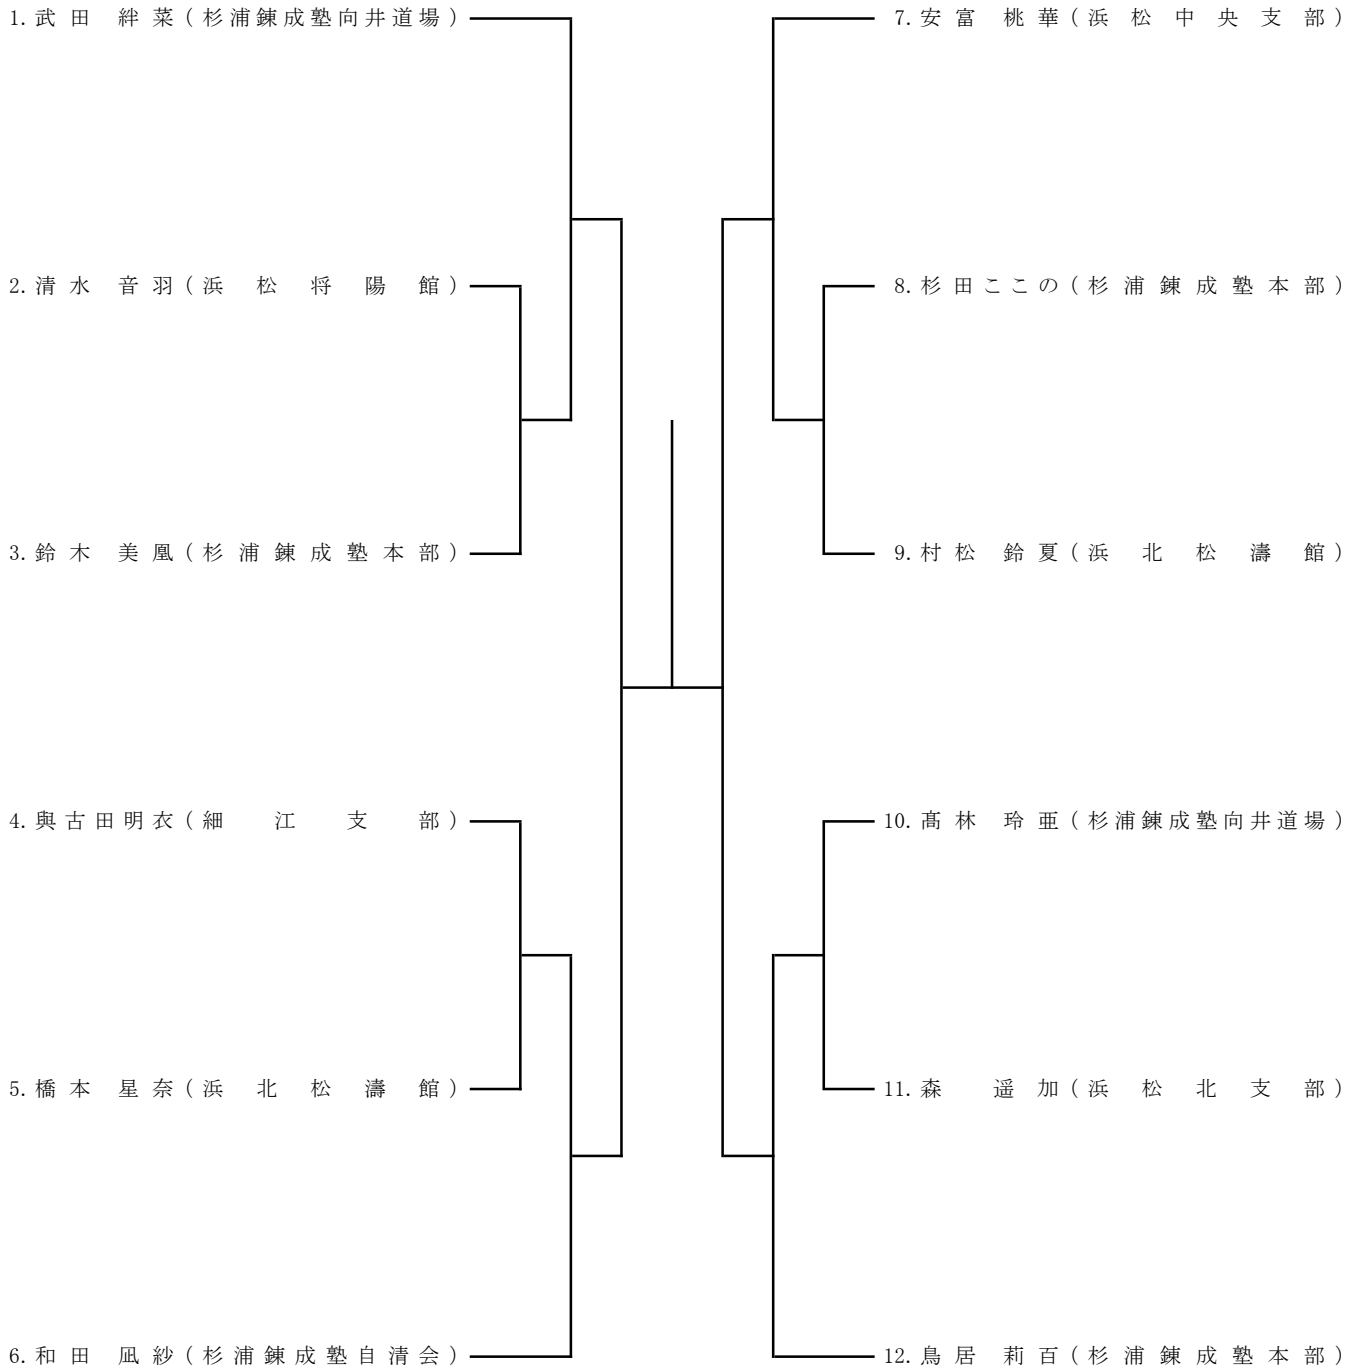 1. 武田 絆菜(杉浦錬成塾向井道場)
2. 清水 音羽(浜松将陽館)
3. 鈴木 美凰(杉浦錬成塾本部)
4. 與古田明衣(細江支部)
5. 橋本 星奈(浜北松濤館)
6. 和田 凪紗(杉浦錬成塾自清会)
7. 安富 桃華(浜松中央支部)
8. 杉田ここの(杉浦錬成塾本部)
9. 村松 鈴夏(浜北松濤館)
10. 髙林 玲亜(杉浦錬成塾向井道場)
11. 森 遥加(浜松北支部)
12. 鳥居 莉百(杉浦錬成塾本部)